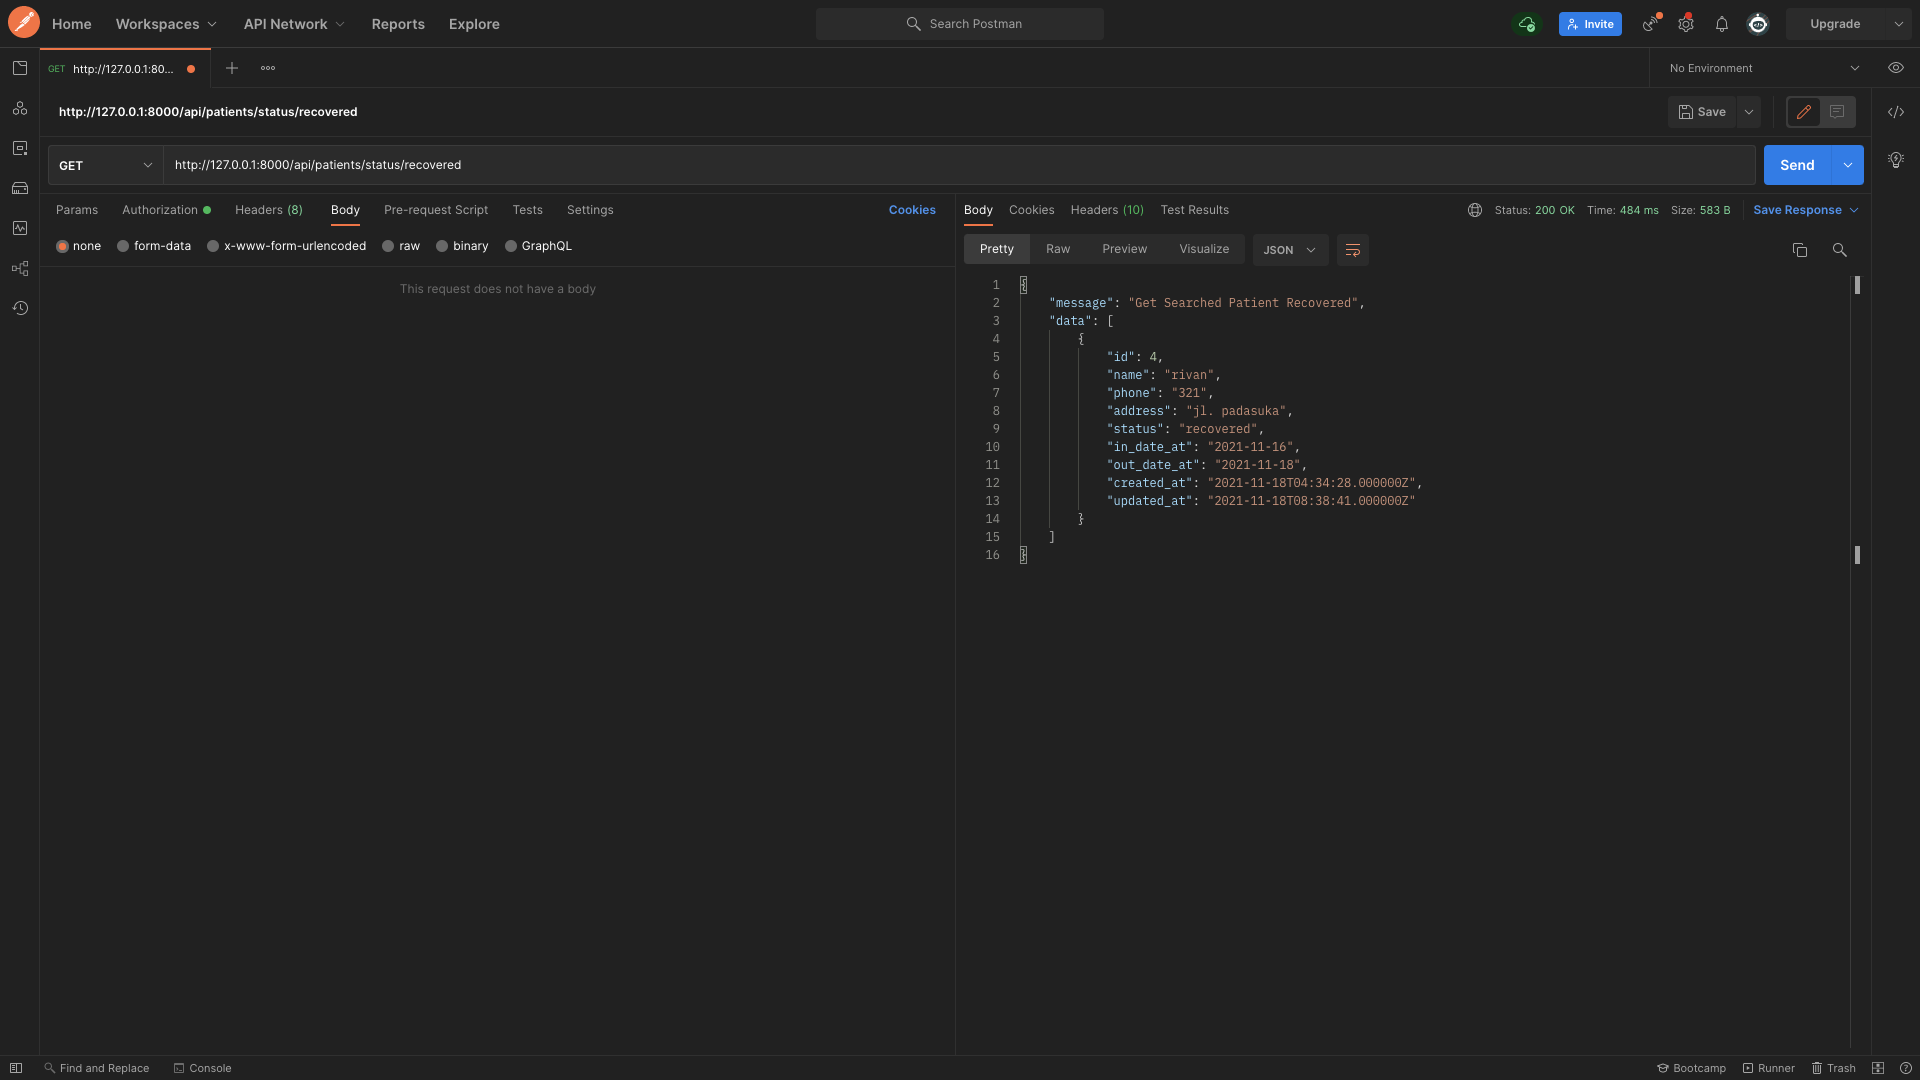 Home Workspaces API Network Reports Explore Search Postman Invite Upgrade
GET http://127.0.0.1:80... No Environment
http://127.0.0.1:8000/api/patients/status/recovered Save
GET http://127.0.0.1:8000/api/patients/status/recovered Send
Params Authorization Headers (8) Body Pre-request Script Tests Settings Cookies
none form-data x-www-form-urlencoded raw binary GraphQL
This request does not have a body
Body Cookies Headers (10) Test Results Status: 200 OK Time: 484 ms Size: 583 B Save Response
Pretty Raw Preview Visualize JSON
1 {
2 "message": "Get Searched Patient Recovered",
3 "data": [
4 {
5 "id": 4,
6 "name": "rivan",
7 "phone": "321",
8 "address": "jl. padasuka",
9 "status": "recovered",
10 "in_date_at": "2021-11-16",
11 "out_date_at": "2021-11-18",
12 "created_at": "2021-11-18T04:34:28.000000Z",
13 "updated_at": "2021-11-18T08:38:41.000000Z"
14 }
15 ]
16 }
Find and Replace Console Bootcamp Runner Trash